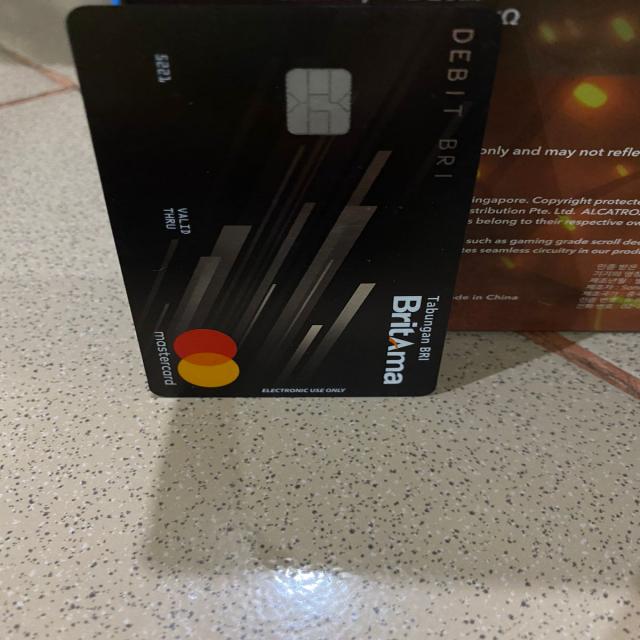 DEBIT BRI
5221
VALID
THRU
Tabungan BRI
BritAma
mastercard
ELECTRONIC USE ONLY
only and may not refle
ingapore. Copyright protecte
stribution Pte. Ltd. ALCATRO
s belong to their respective ow
such as gaming grade scroll de
tes seamless circuitry in our prod
de in China